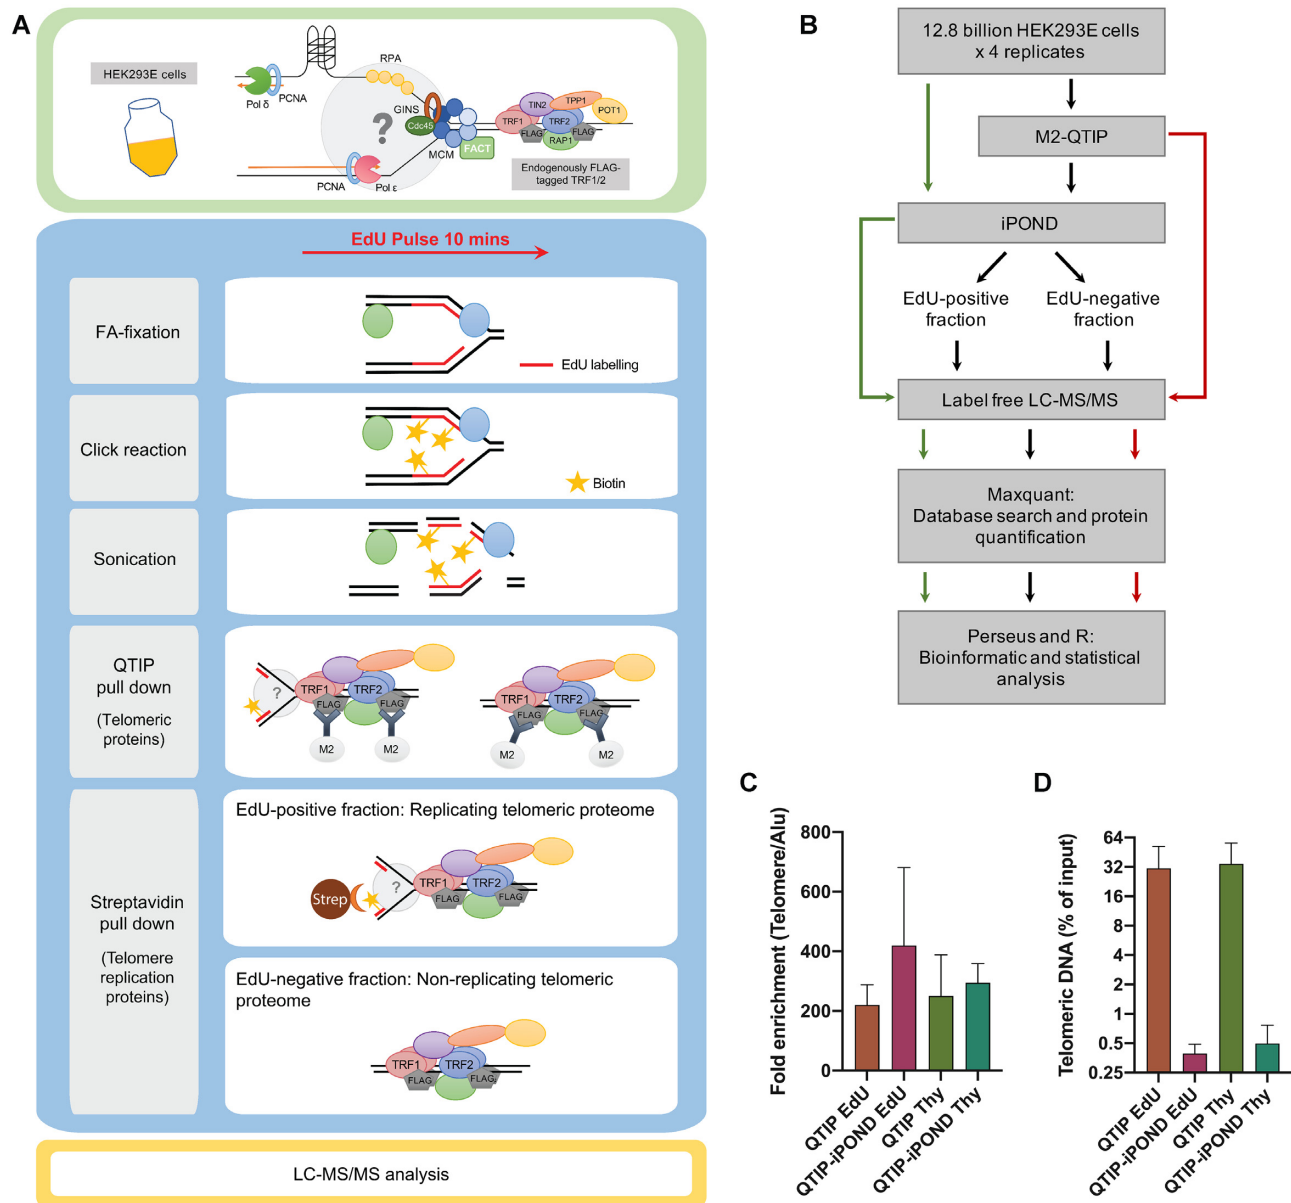 A
HEK293E cells
Pol δ
PCNA
RPA
GINS
Cdc45
?
MCM
FACT
PCNA
Pol ε
TIN2
TPP1
POT1
TRF1
TRF2
FLAG
FLAG
RAP1
Endogenously FLAG-
tagged TRF1/2
EdU Pulse 10 mins
FA-fixation
EdU labelling
Click reaction
Biotin
Sonication
QTIP
pull down
(Telomeric
proteins)
?
TRF1
TRF2
FLAG
FLAG
M2
M2
TRF1
TRF2
FLAG
FLAG
M2
M2
Streptavidin
pull down
(Telomere
replication
proteins)
EdU-positive fraction: Replicating telomeric proteome
Strep
?
TRF1
TRF2
FLAG
FLAG
EdU-negative fraction: Non-replicating telomeric
proteome
TRF1
TRF2
FLAG
FLAG
LC-MS/MS analysis
B
12.8 billion HEK293E cells
x 4 replicates
M2-QTIP
iPOND
EdU-positive
fraction
EdU-negative
fraction
Label free LC-MS/MS
Maxquant:
Database search and protein
quantification
Perseus and R:
Bioinformatic and statistical
analysis
C
Fold enrichment (Telomere/Alu)
800
600
400
200
0
QTIP EdU
QTIP-iPOND EdU
QTIP Thy
QTIP-iPOND Thy
D
Telomeric DNA (% of input)
64
32
16
8
4
2
1
0.5
0.25
QTIP EdU
QTIP-iPOND EdU
QTIP Thy
QTIP-iPOND Thy